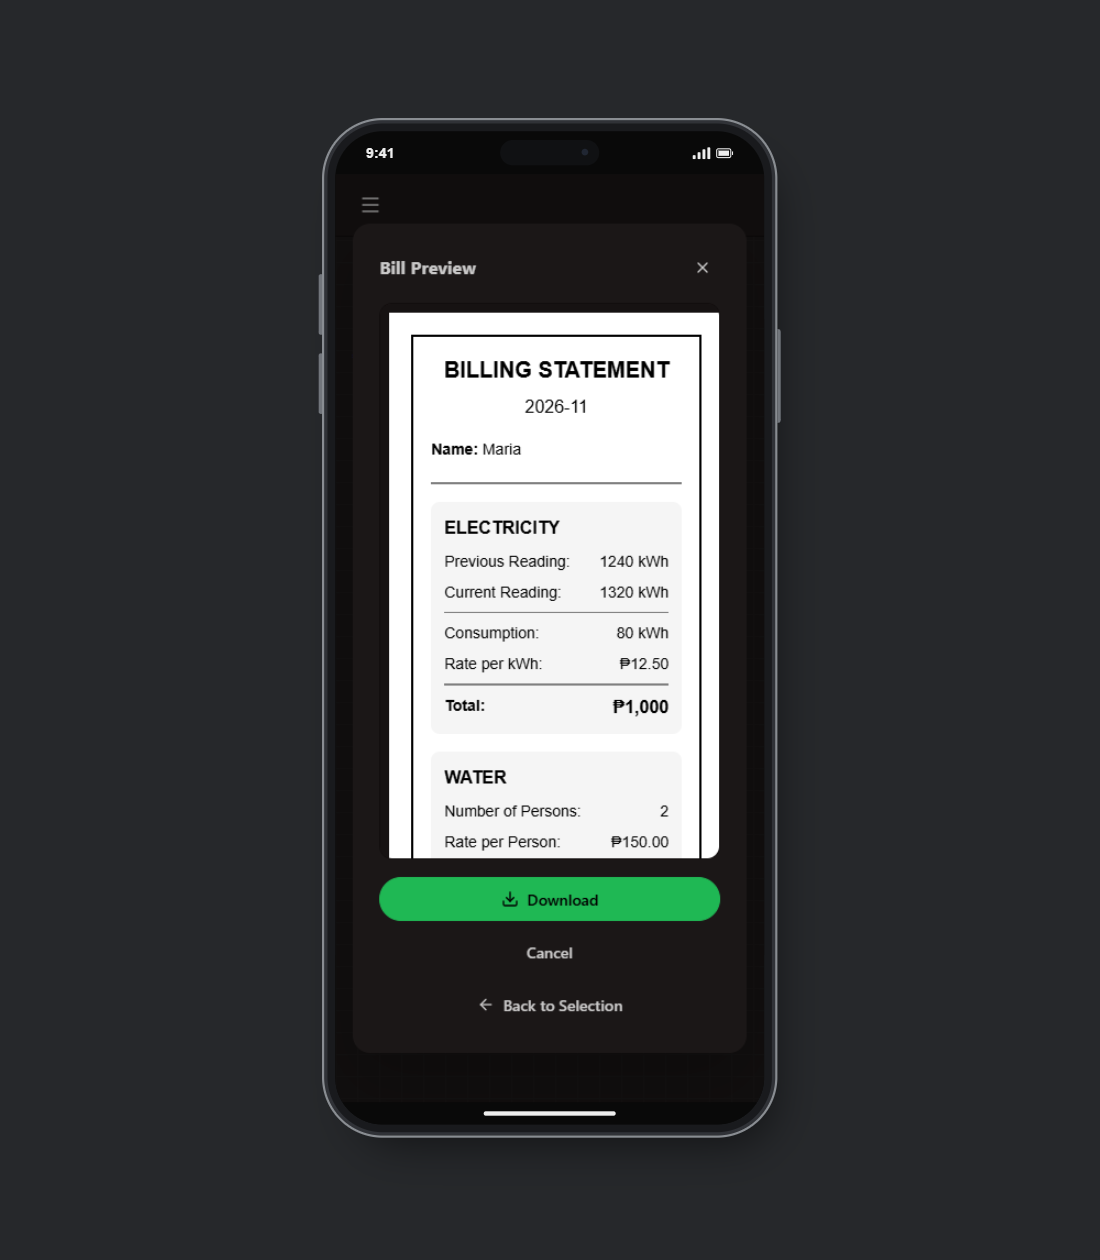 9:41
Bill Preview
BILLING STATEMENT
2026-11
Name: Maria
ELECTRICITY
Previous Reading: 1240 kWh
Current Reading: 1320 kWh
Consumption: 80 kWh
Rate per kWh: ₱12.50
Total: ₱1,000
WATER
Number of Persons: 2
Rate per Person: ₱150.00
Download
Cancel
Back to Selection